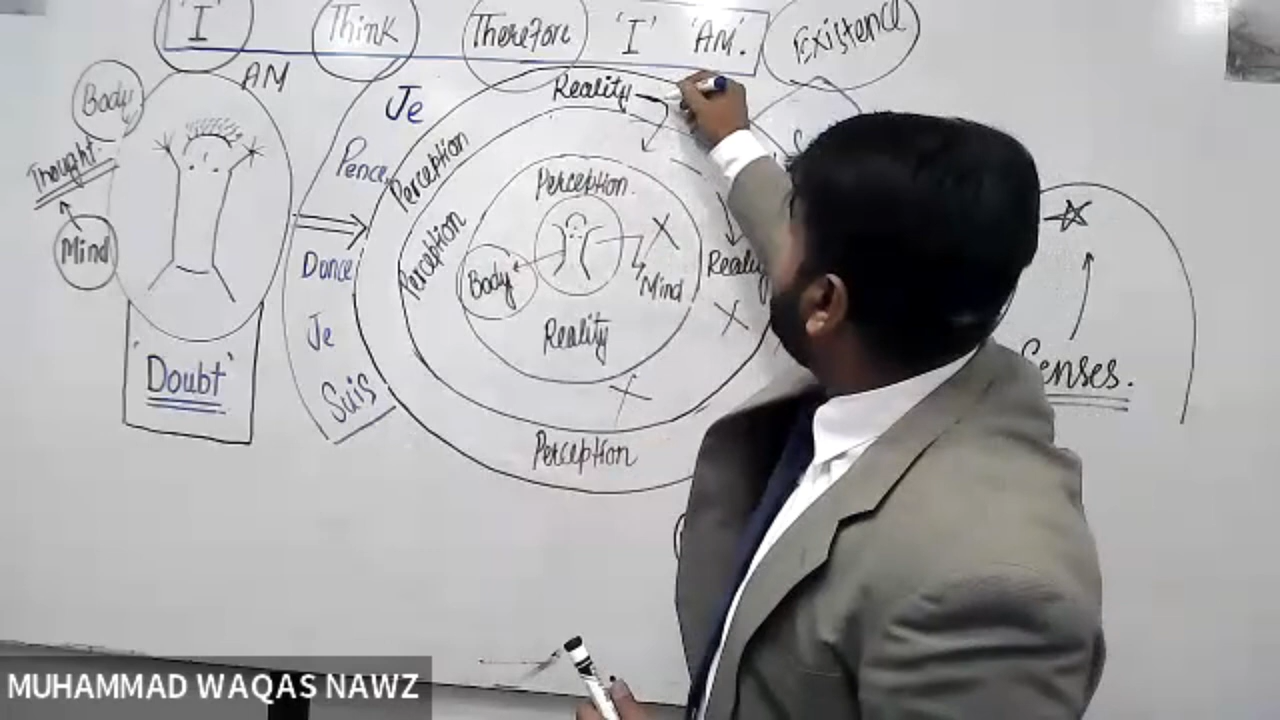 'I' Think Therefore 'I' 'AM'. Existence
AM
Body
Thought.
Mind
'Doubt'
Je
Pence
Donce
Je
Suis
Reality
Perception
Perception
Perception.
Body
Mind
Reality
Reality
Perception
Senses.
MUHAMMAD WAQAS NAWZ